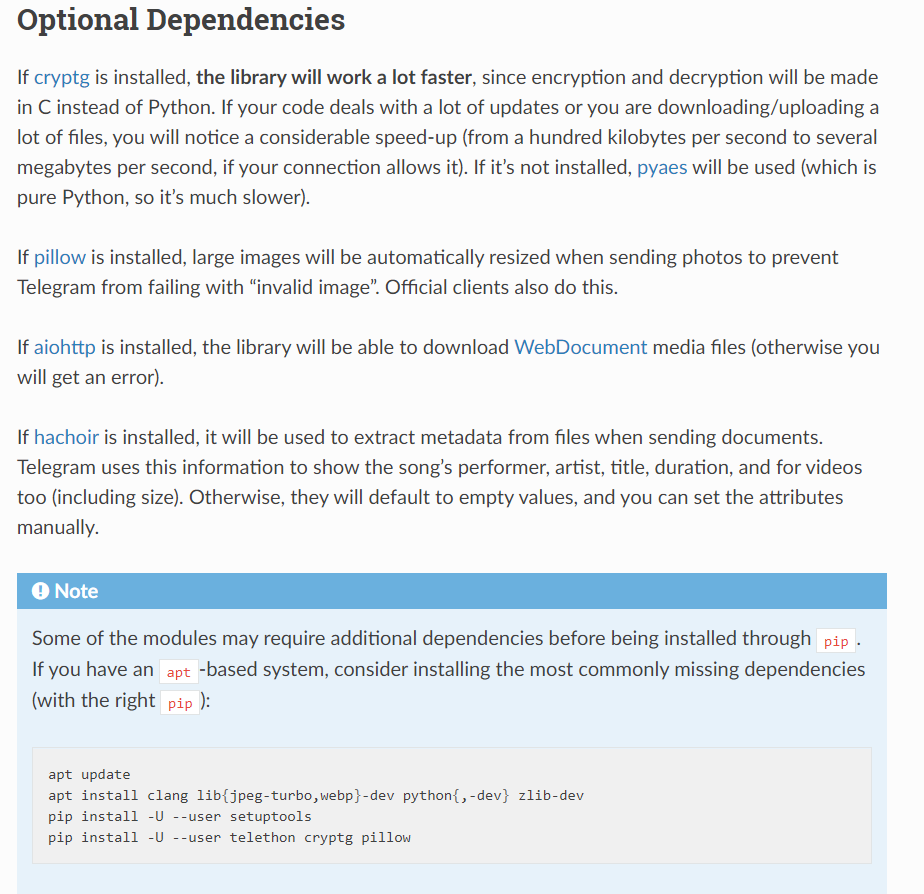 Optional Dependencies
If cryptg is installed, the library will work a lot faster, since encryption and decryption will be made
in C instead of Python. If your code deals with a lot of updates or you are downloading/uploading a
lot of files, you will notice a considerable speed-up (from a hundred kilobytes per second to several
megabytes per second, if your connection allows it). If it’s not installed, pyaes will be used (which is
pure Python, so it’s much slower).
If pillow is installed, large images will be automatically resized when sending photos to prevent
Telegram from failing with “invalid image”. Official clients also do this.
If aiohttp is installed, the library will be able to download WebDocument media files (otherwise you
will get an error).
If hachoir is installed, it will be used to extract metadata from files when sending documents.
Telegram uses this information to show the song’s performer, artist, title, duration, and for videos
too (including size). Otherwise, they will default to empty values, and you can set the attributes
manually.
Note
Some of the modules may require additional dependencies before being installed through pip.
If you have an apt-based system, consider installing the most commonly missing dependencies
(with the right pip):
apt update
apt install clang lib{jpeg-turbo,webp}-dev python{,-dev} zlib-dev
pip install -U --user setuptools
pip install -U --user telethon cryptg pillow